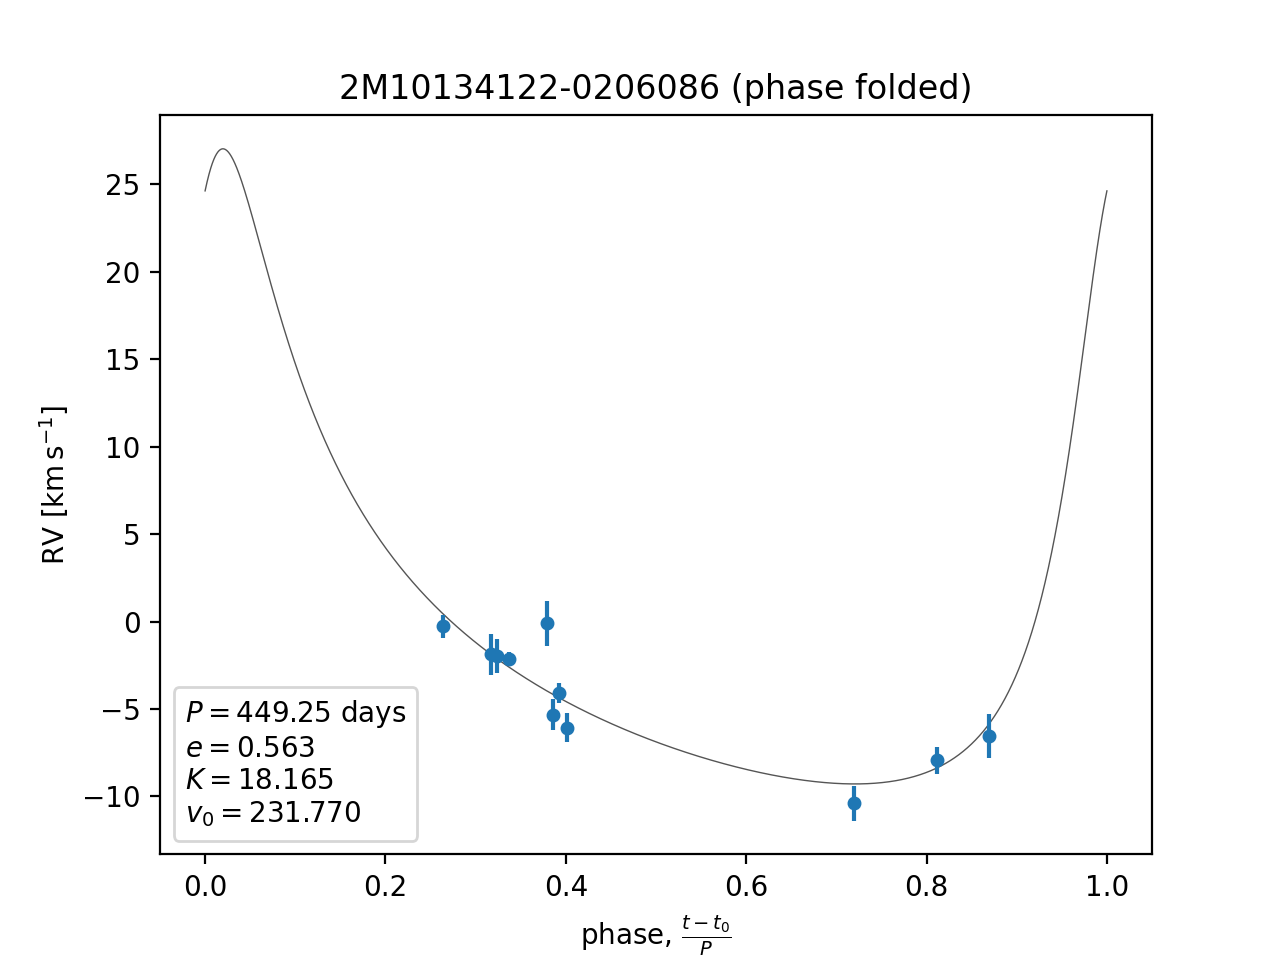 2M10134122-0206086 (phase folded)
RV [km s⁻¹]
25
20
15
10
5
0
−5
−10
P = 449.25 days
e = 0.563
K = 18.165
v₀ = 231.770
0.0 0.2 0.4 0.6 0.8 1.0
phase, (t − t₀)/P